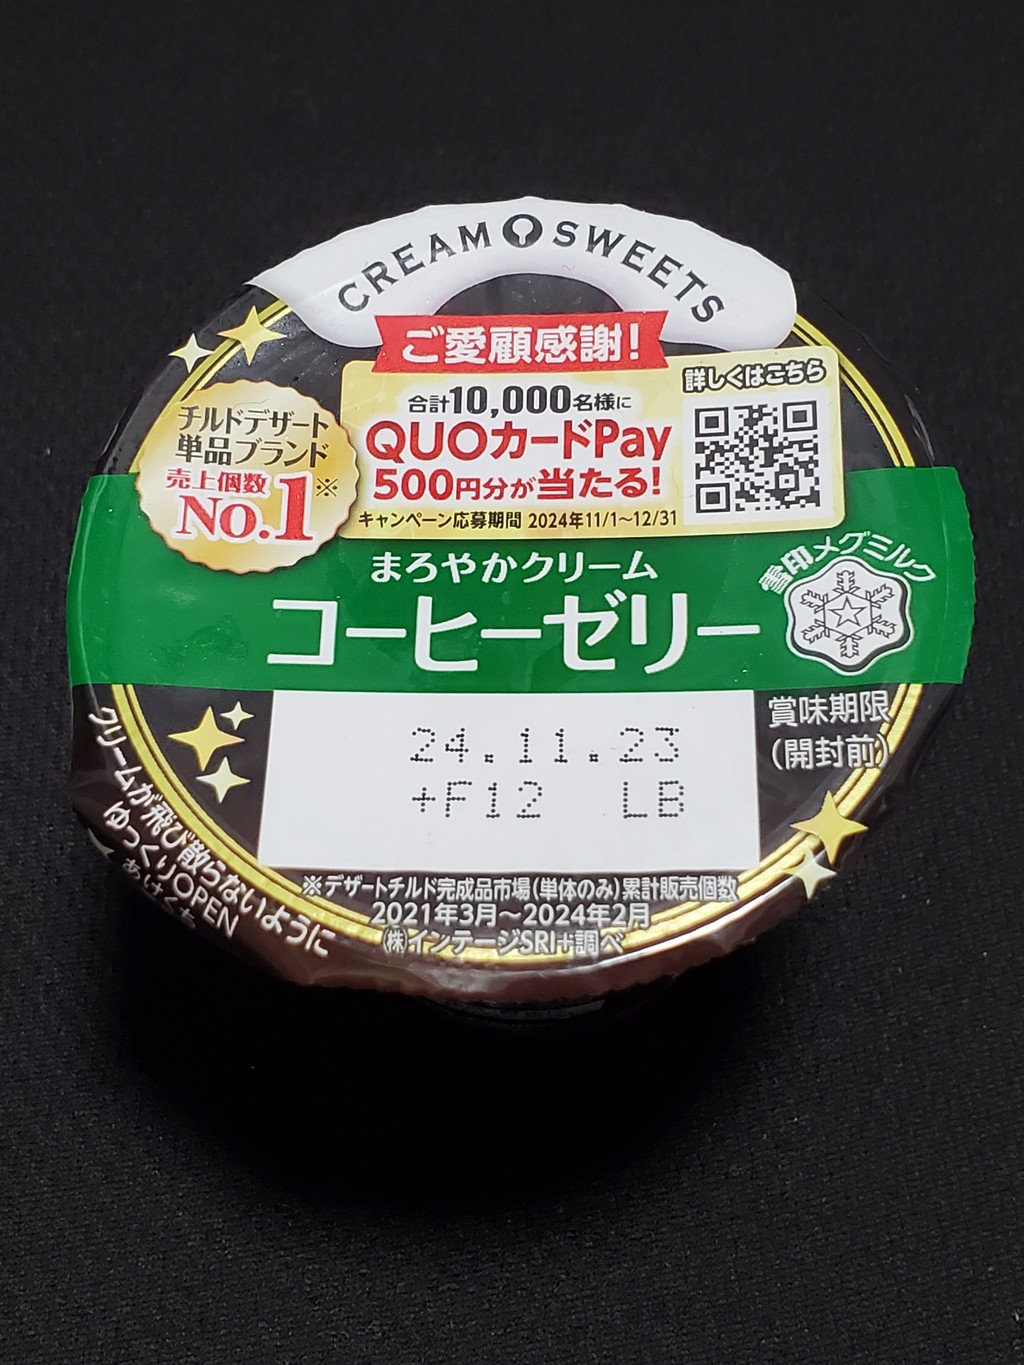 CREAM SWEETS
ご愛顧感謝!
合計10,000名様に
QUOカードPay
500円分が当たる!
キャンペーン応募期間 2024年11/1~12/31
詳しくはこちら
チルドデザート
単品ブランド
売上個数※
No.1
まろやかクリーム
コーヒーゼリー
雪印メグミルク
24.11.23
+F12 LB
賞味期限
(開封前)
クリームが飛び散らないように
ゆっくりOPEN
あけくち
※デザートチルド完成品市場(単体のみ)累計販売個数
2021年3月~2024年2月
㈱インテージSRI+調べ